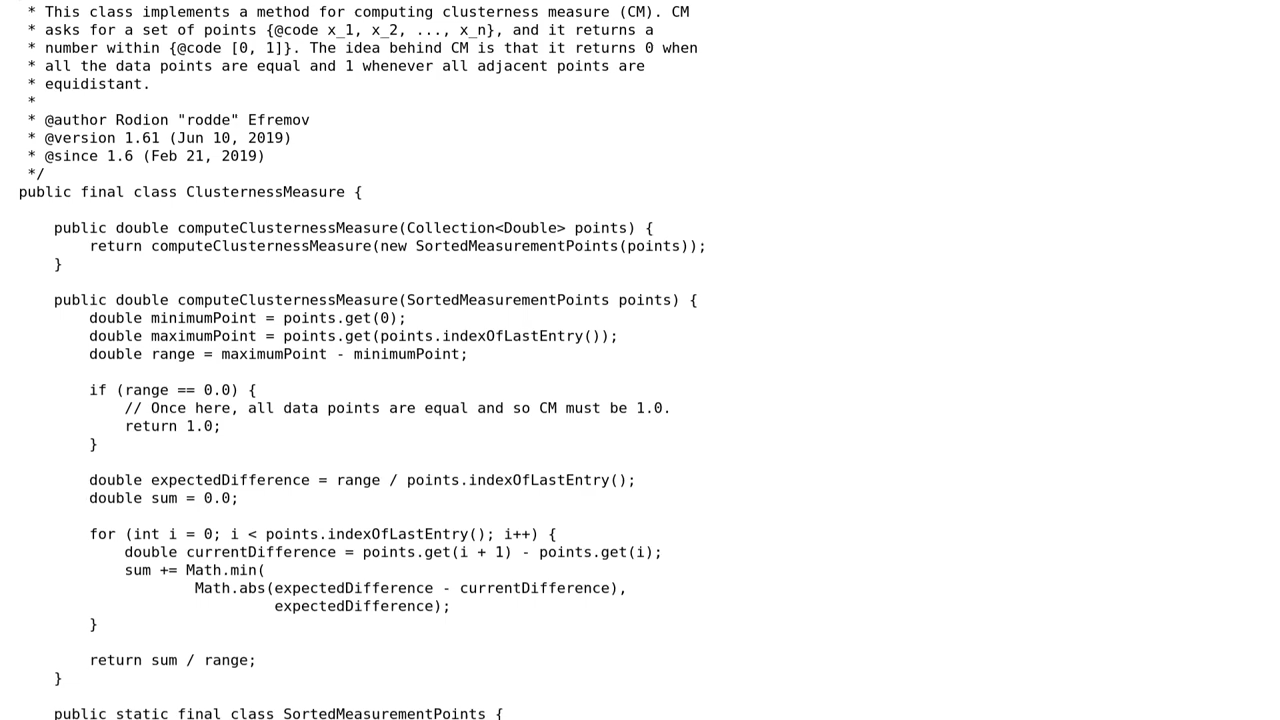 * This class implements a method for computing clusterness measure (CM). CM
 * asks for a set of points {@code x_1, x_2, ..., x_n}, and it returns a
 * number within {@code [0, 1]}. The idea behind CM is that it returns 0 when
 * all the data points are equal and 1 whenever all adjacent points are
 * equidistant.
 *
 * @author Rodion "rodde" Efremov
 * @version 1.61 (Jun 10, 2019)
 * @since 1.6 (Feb 21, 2019)
 */
public final class ClusternessMeasure {

    public double computeClusternessMeasure(Collection<Double> points) {
        return computeClusternessMeasure(new SortedMeasurementPoints(points));
    }

    public double computeClusternessMeasure(SortedMeasurementPoints points) {
        double minimumPoint = points.get(0);
        double maximumPoint = points.get(points.indexOfLastEntry());
        double range = maximumPoint - minimumPoint;

        if (range == 0.0) {
            // Once here, all data points are equal and so CM must be 1.0.
            return 1.0;
        }

        double expectedDifference = range / points.indexOfLastEntry();
        double sum = 0.0;

        for (int i = 0; i < points.indexOfLastEntry(); i++) {
            double currentDifference = points.get(i + 1) - points.get(i);
            sum += Math.min(
                    Math.abs(expectedDifference - currentDifference),
                             expectedDifference);
        }

        return sum / range;
    }

    public static final class SortedMeasurementPoints {